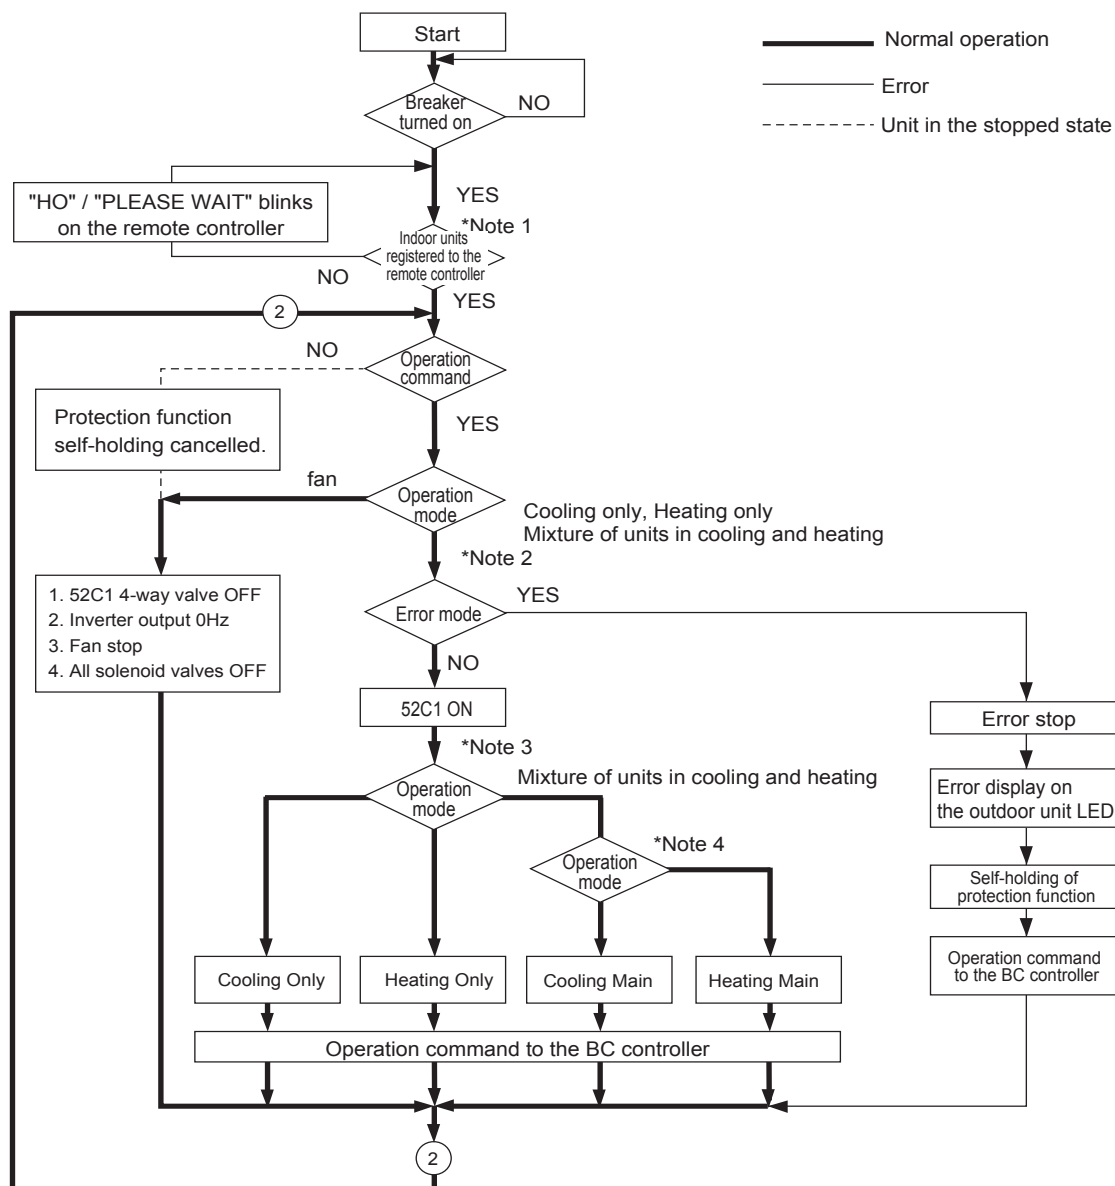 Start
Normal operation
Error
Unit in the stopped state
Breaker
turned on
NO
"HO" / "PLEASE WAIT" blinks
on the remote controller
YES
*Note 1
Indoor units
registered to the
remote controller
NO
YES
2
NO
Operation
command
Protection function
self-holding cancelled.
YES
fan
Operation
mode
Cooling only, Heating only
Mixture of units in cooling and heating
*Note 2
1. 52C1 4-way valve OFF
2. Inverter output 0Hz
3. Fan stop
4. All solenoid valves OFF
Error mode
YES
NO
52C1 ON
Error stop
*Note 3
Operation
mode
Mixture of units in cooling and heating
Error display on
the outdoor unit LED
*Note 4
Operation
mode
Self-holding of
protection function
Operation command
to the BC controller
Cooling Only
Heating Only
Cooling Main
Heating Main
Operation command to the BC controller
2